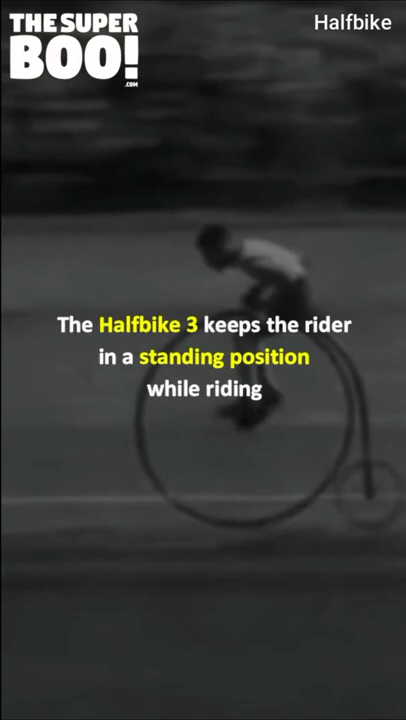 THE SUPER
BOO!
.COM
Halfbike
The Halfbike 3 keeps the rider
in a standing position
while riding